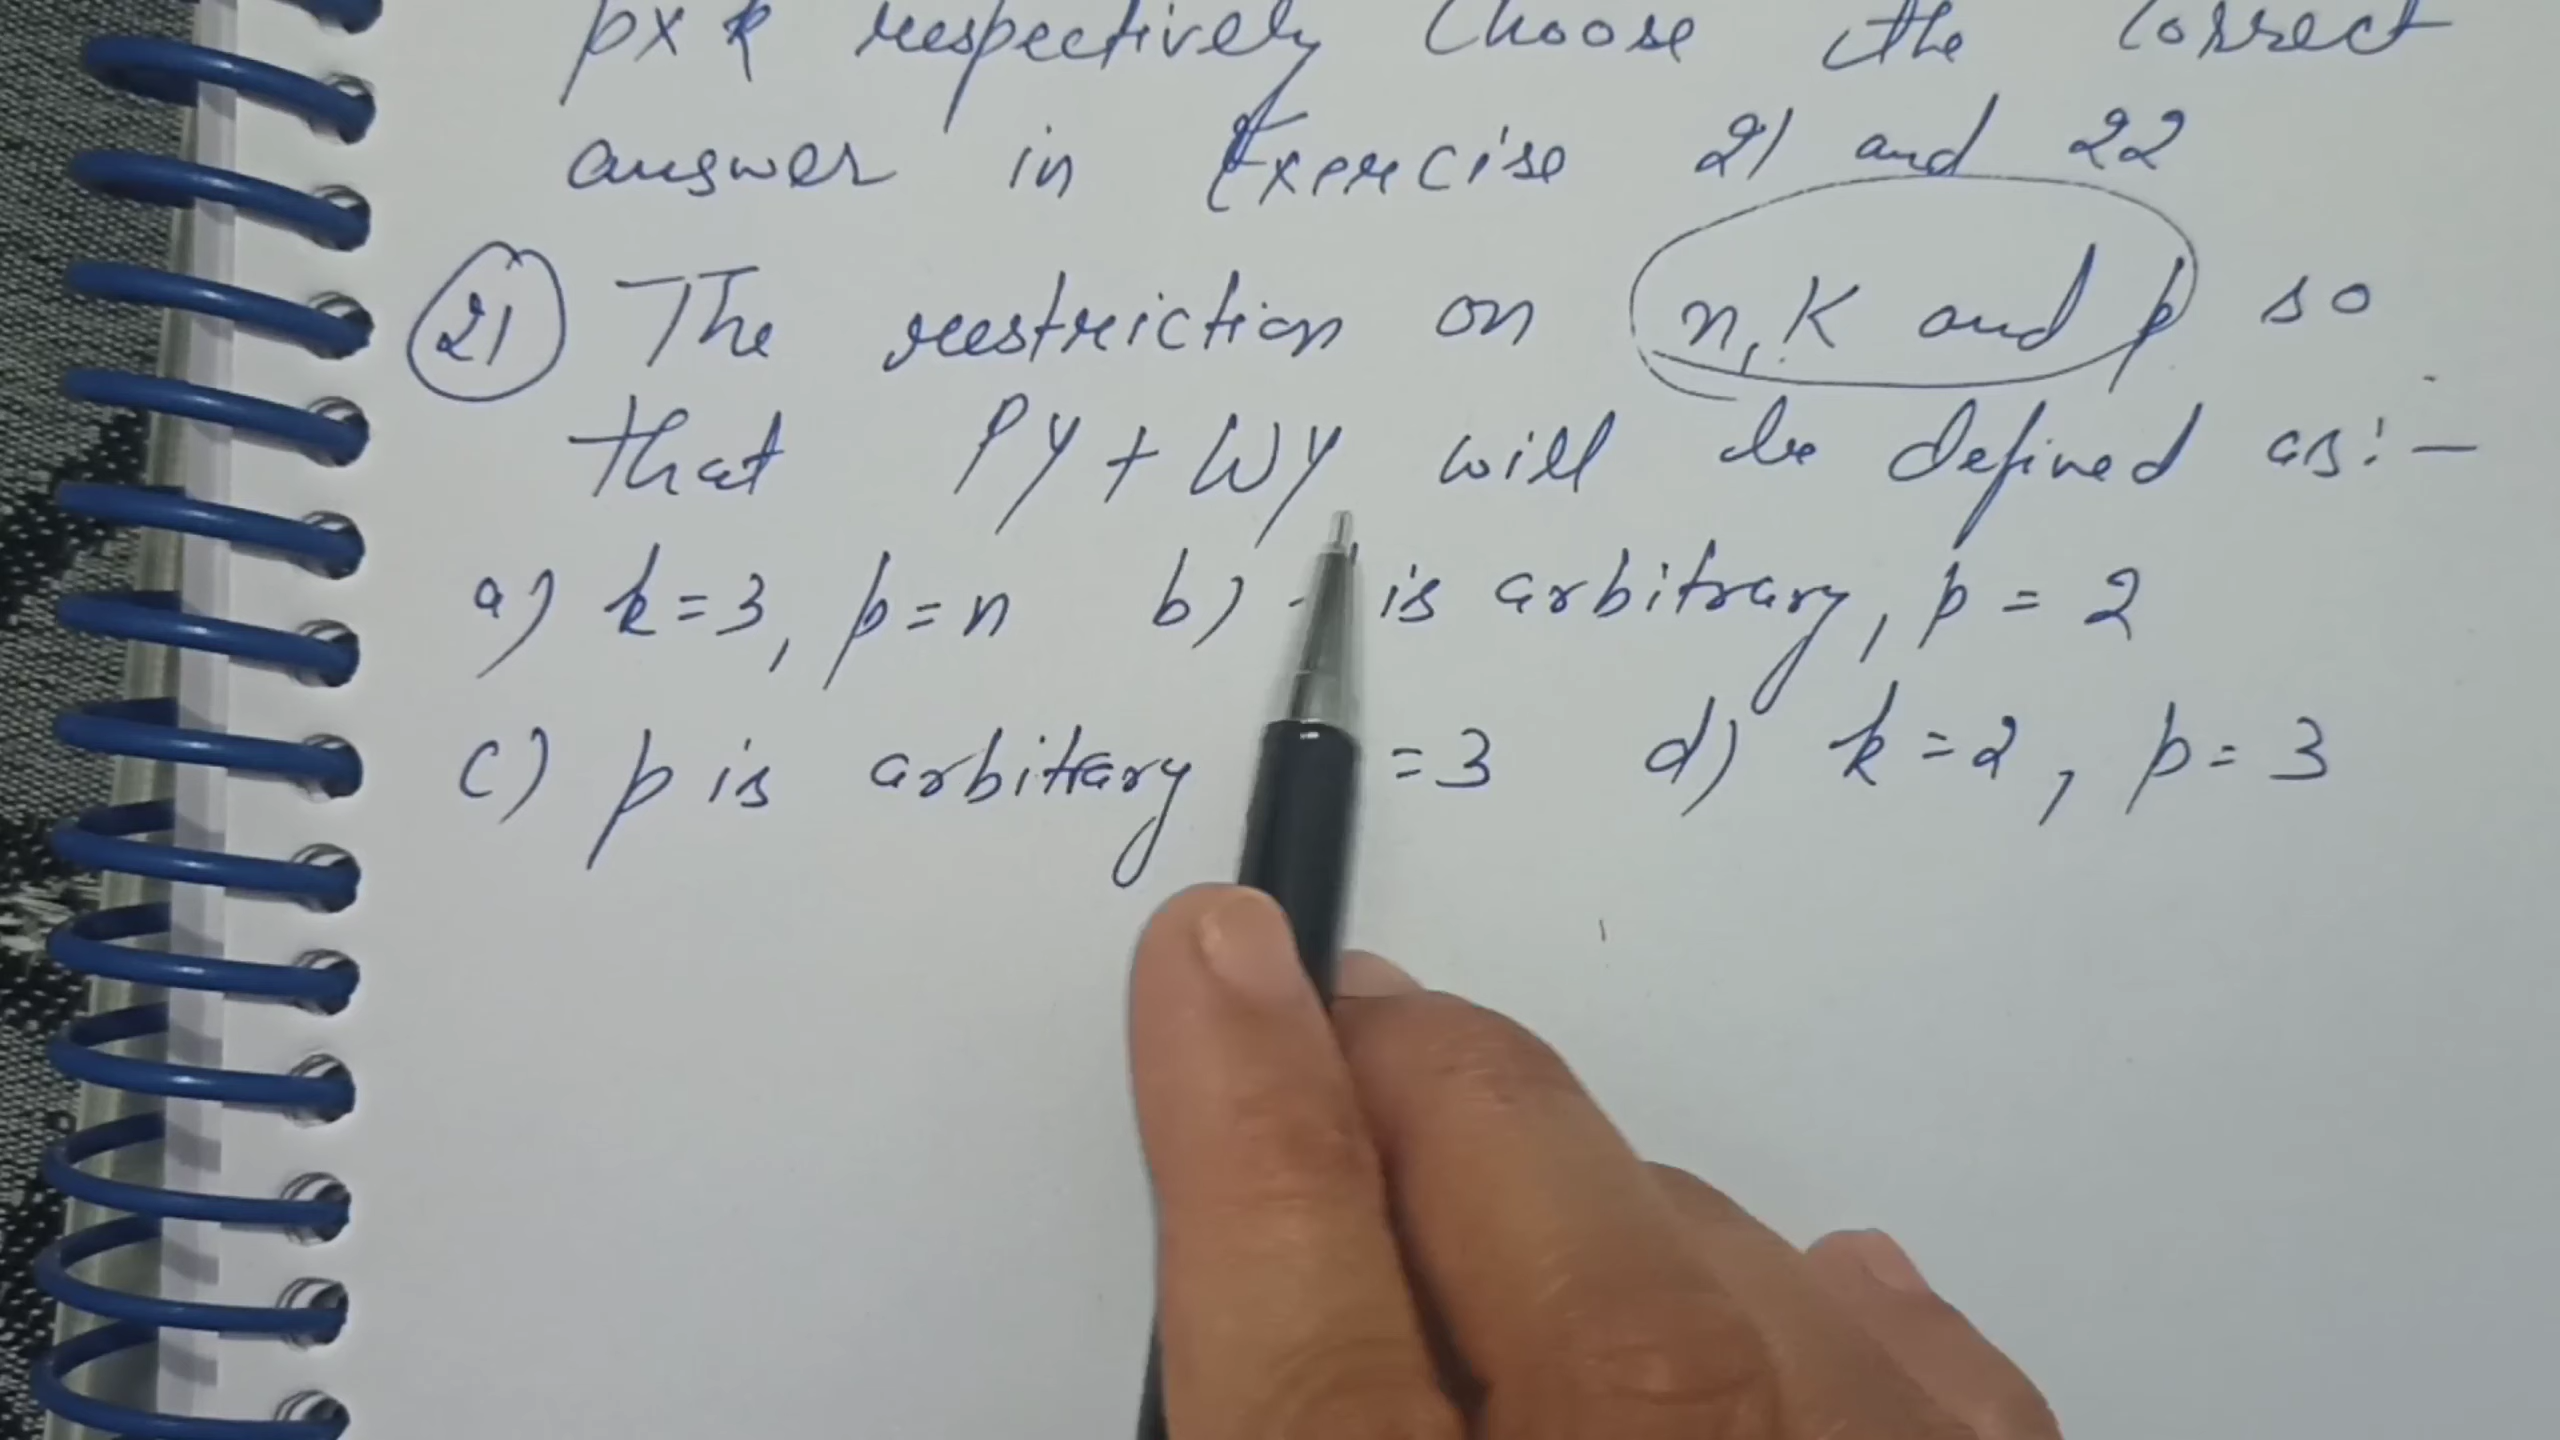 p× k respectively Choose the Correct
answer in Exercise 21 and 22
21 The restriction on n, K and p so
that PY + WY will be defined as:-
a) k=3, p=n b) is arbitrary, p = 2
c) p is arbitrary =3 d) k=2, p=3